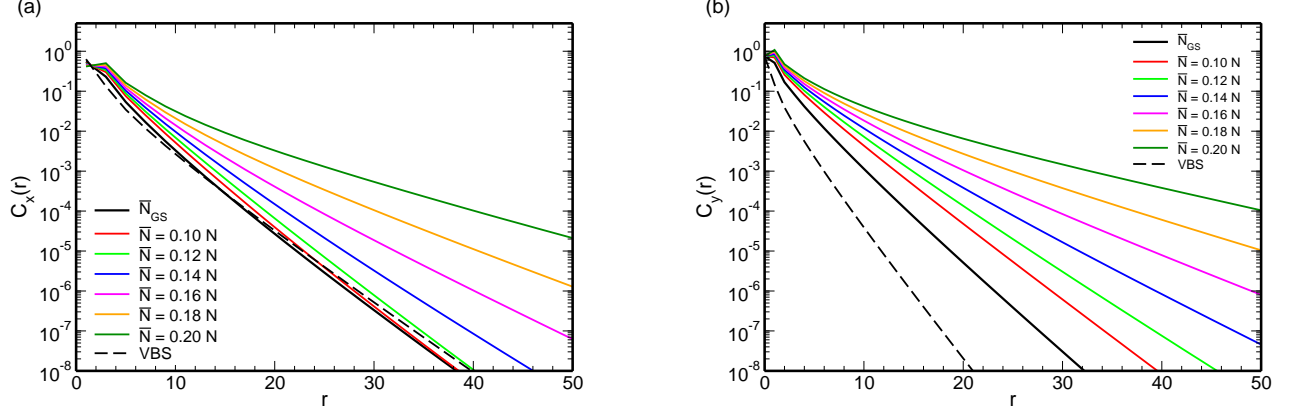 (a)
10⁰
10⁻¹
10⁻²
10⁻³
10⁻⁴
10⁻⁵
10⁻⁶
10⁻⁷
10⁻⁸
Cₓ(r)
N̅_GS
N̅ = 0.10 N
N̅ = 0.12 N
N̅ = 0.14 N
N̅ = 0.16 N
N̅ = 0.18 N
N̅ = 0.20 N
VBS
0 10 20 30 40 50
r
(b)
10⁰
10⁻¹
10⁻²
10⁻³
10⁻⁴
10⁻⁵
10⁻⁶
10⁻⁷
10⁻⁸
C_y(r)
N̅_GS
N̅ = 0.10 N
N̅ = 0.12 N
N̅ = 0.14 N
N̅ = 0.16 N
N̅ = 0.18 N
N̅ = 0.20 N
VBS
0 10 20 30 40 50
r